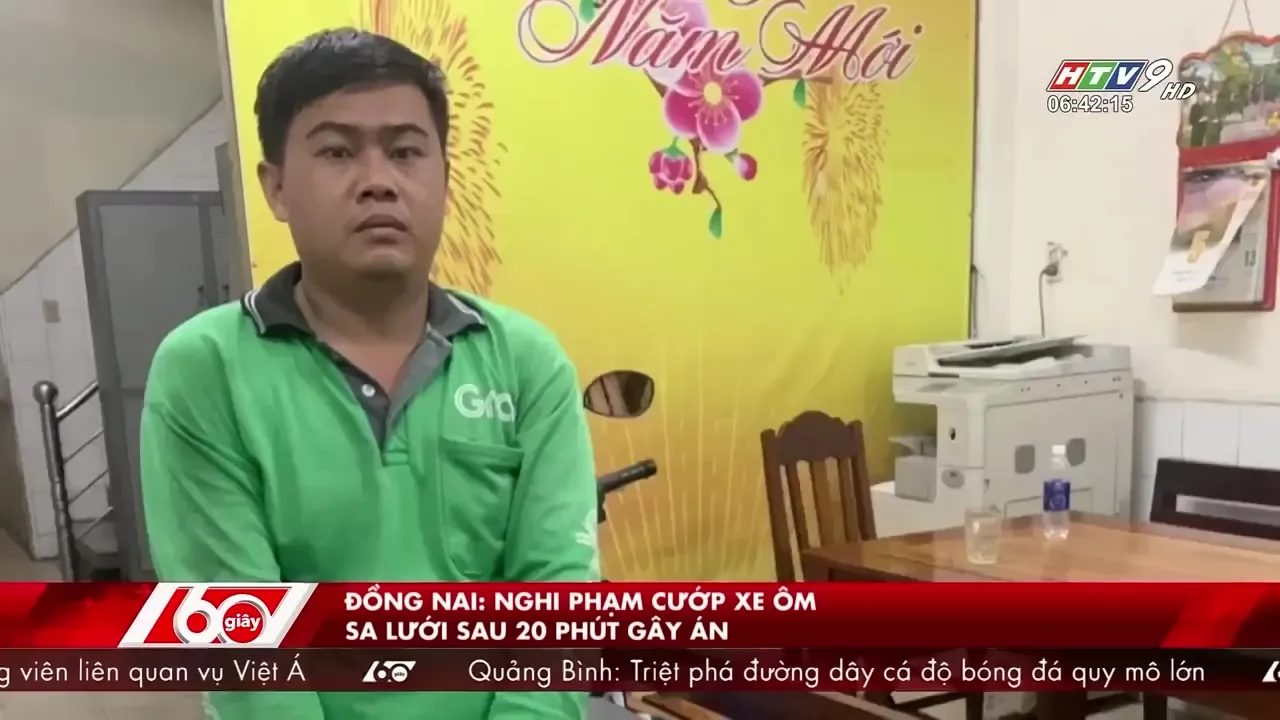 Năm Mới
HTV9 HD
06:42:15
60 giây
ĐỒNG NAI: NGHI PHẠM CƯỚP XE ÔM
SA LƯỚI SAU 20 PHÚT GÂY ÁN
viên liên quan vụ Việt Á
60 giây
Quảng Bình: Triệt phá đường dây cá độ bóng đá quy mô lớn